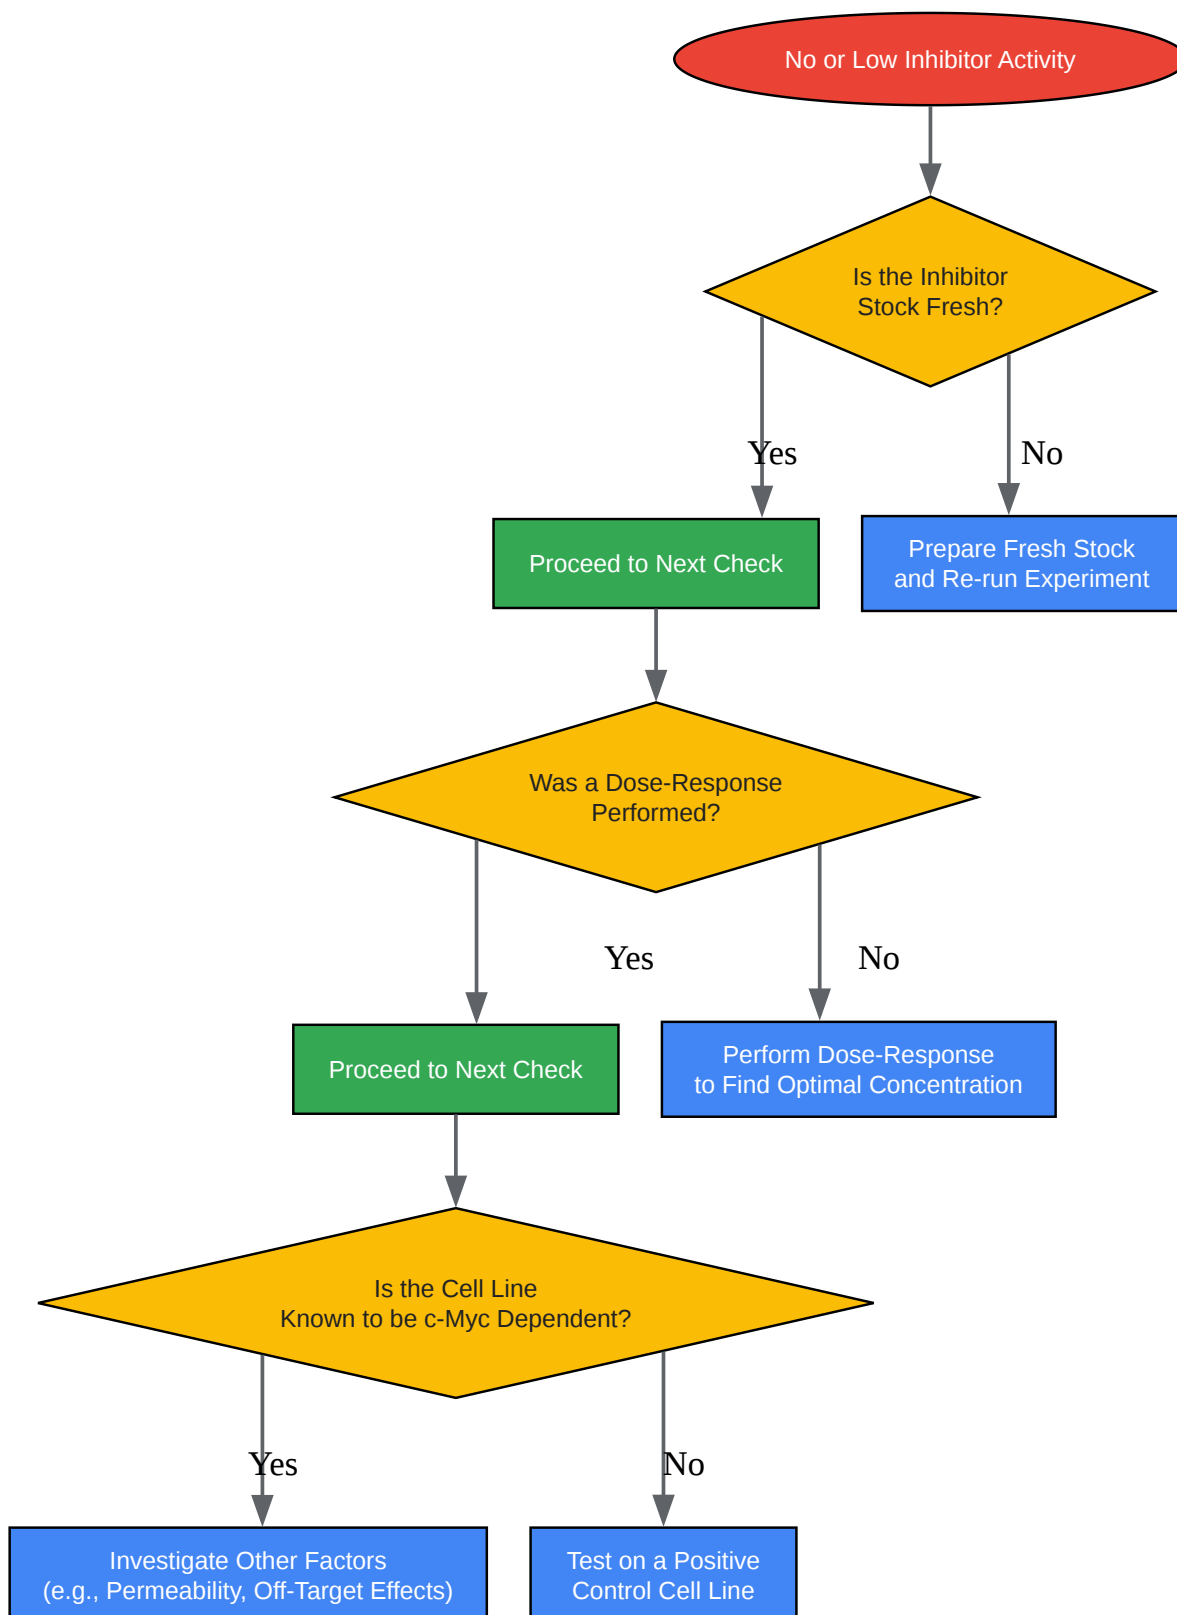 No or Low Inhibitor Activity
Is the Inhibitor
Stock Fresh?
Yes
No
Proceed to Next Check
Prepare Fresh Stock
and Re-run Experiment
Was a Dose-Response
Performed?
Yes
No
Proceed to Next Check
Perform Dose-Response
to Find Optimal Concentration
Is the Cell Line
Known to be c-Myc Dependent?
Yes
No
Investigate Other Factors
(e.g., Permeability, Off-Target Effects)
Test on a Positive
Control Cell Line